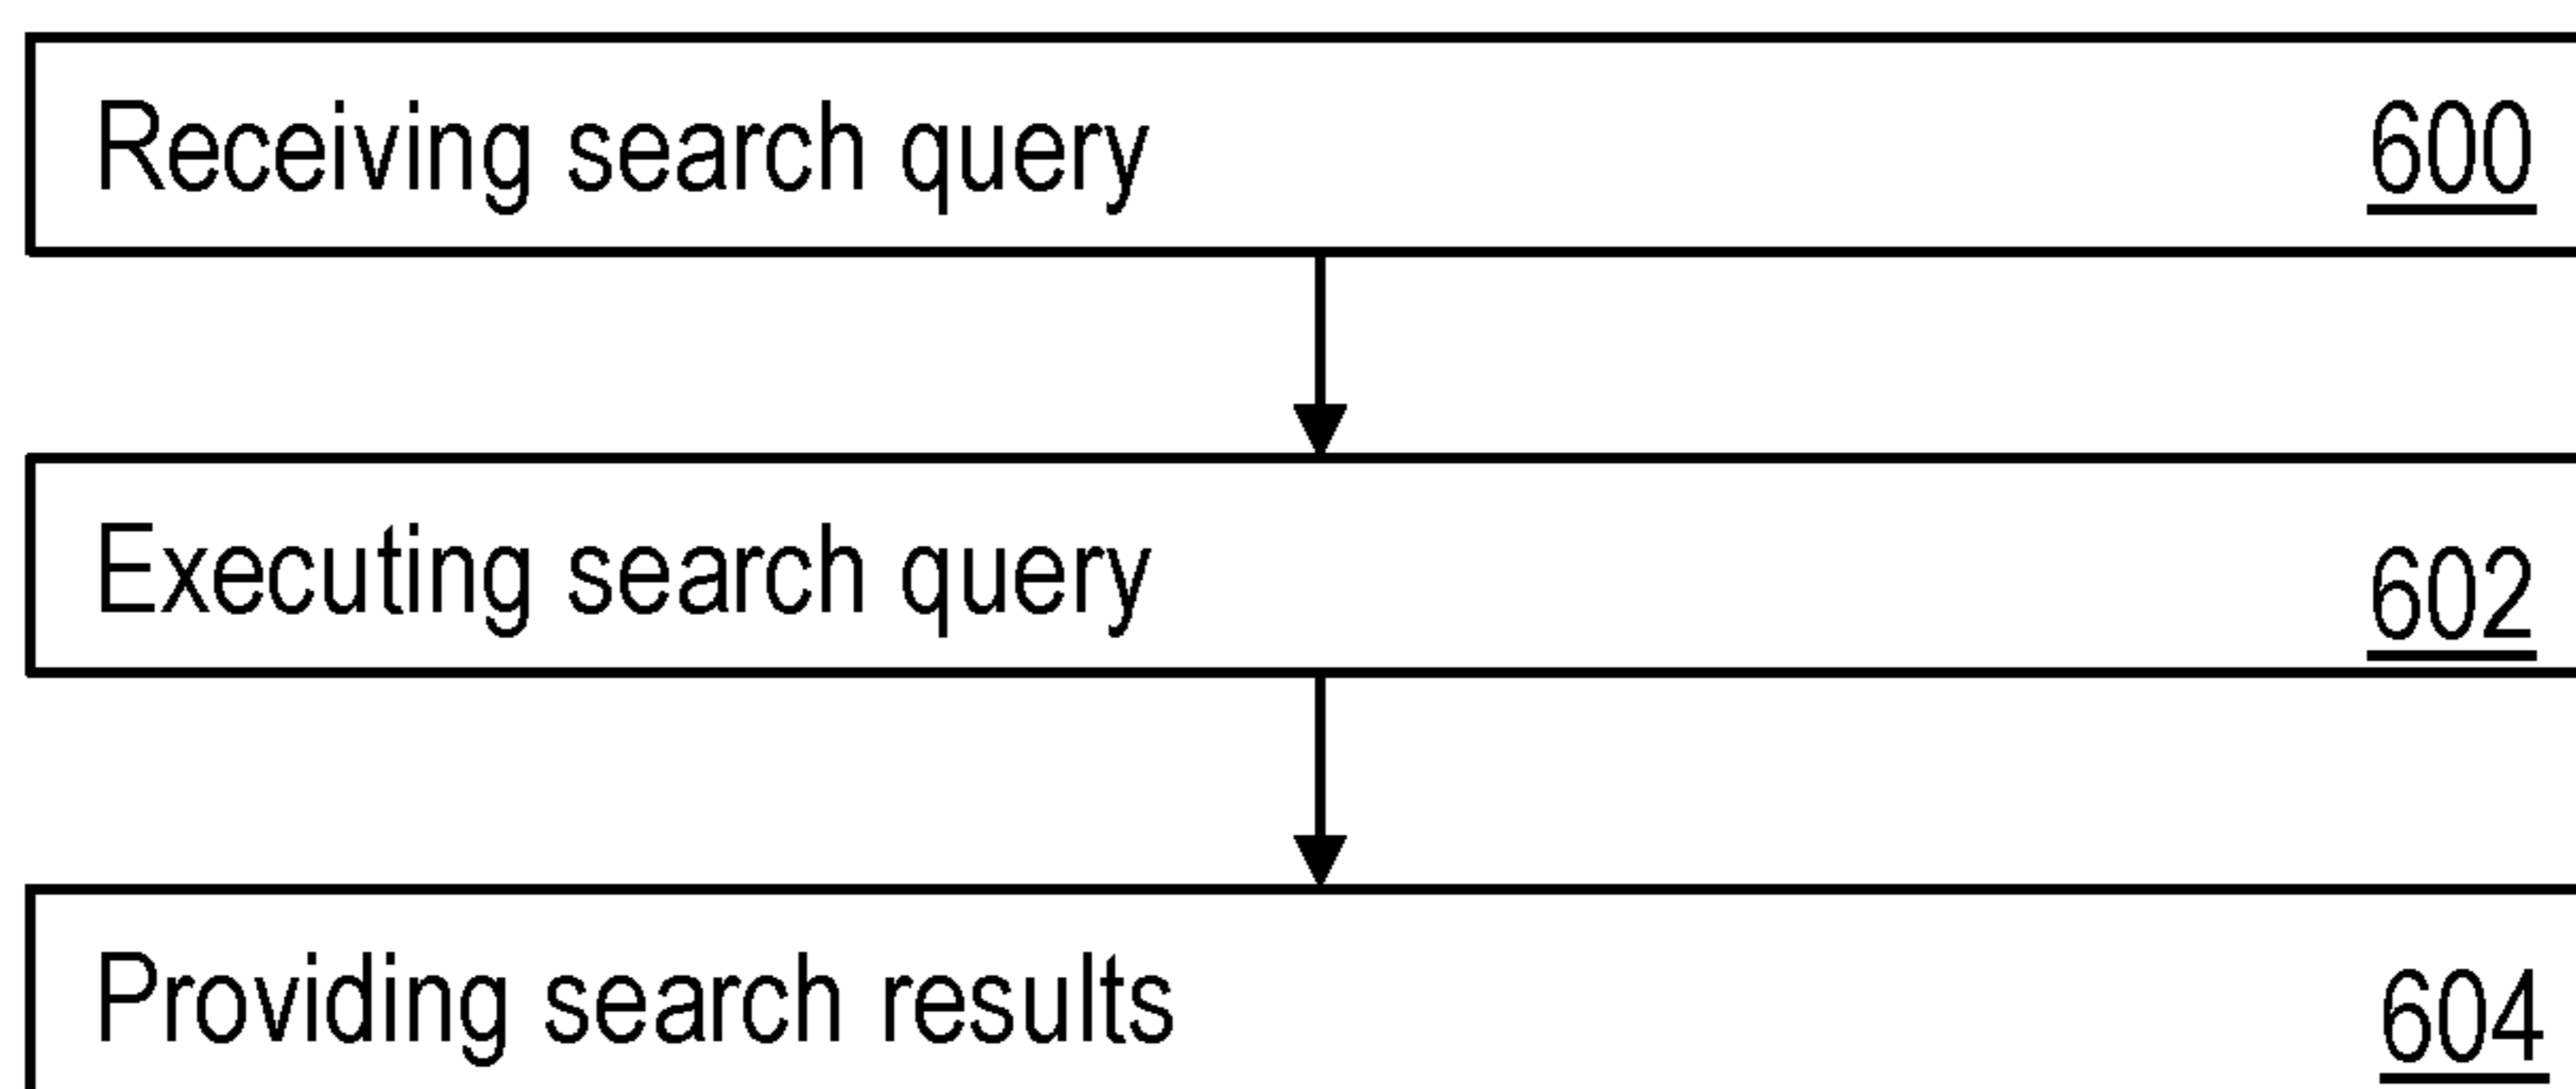 Receiving search query 600
Executing search query 602
Providing search results 604